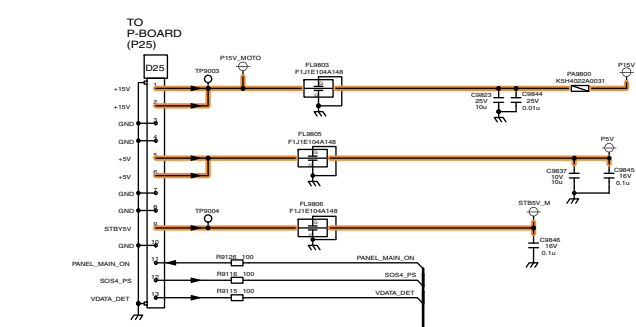 TO
P-BOARD
(P25)
D25
P15V_MOTO
TP9003
FL9803
F1J1E104A148
P15V
PA9800
K5H4022A0031
+15V
1
+15V
2
C9823
25V
10u
C9844
25V
0.01u
GND
3
GND
4
FL9805
F1J1E104A148
P5V
+5V
5
+5V
6
C9837
10V
10u
C9845
16V
0.1u
GND
7
GND
8
TP9004
FL9806
F1J1E104A148
STB5V_M
STBY5V
9
GND
10
C9846
16V
0.1u
PANEL_MAIN_ON
11
R9126 100
PANEL_MAIN_ON
SOS4_PS
12
R9116 100
SOS4_PS
VDATA_DET
13
R9115 100
VDATA_DET